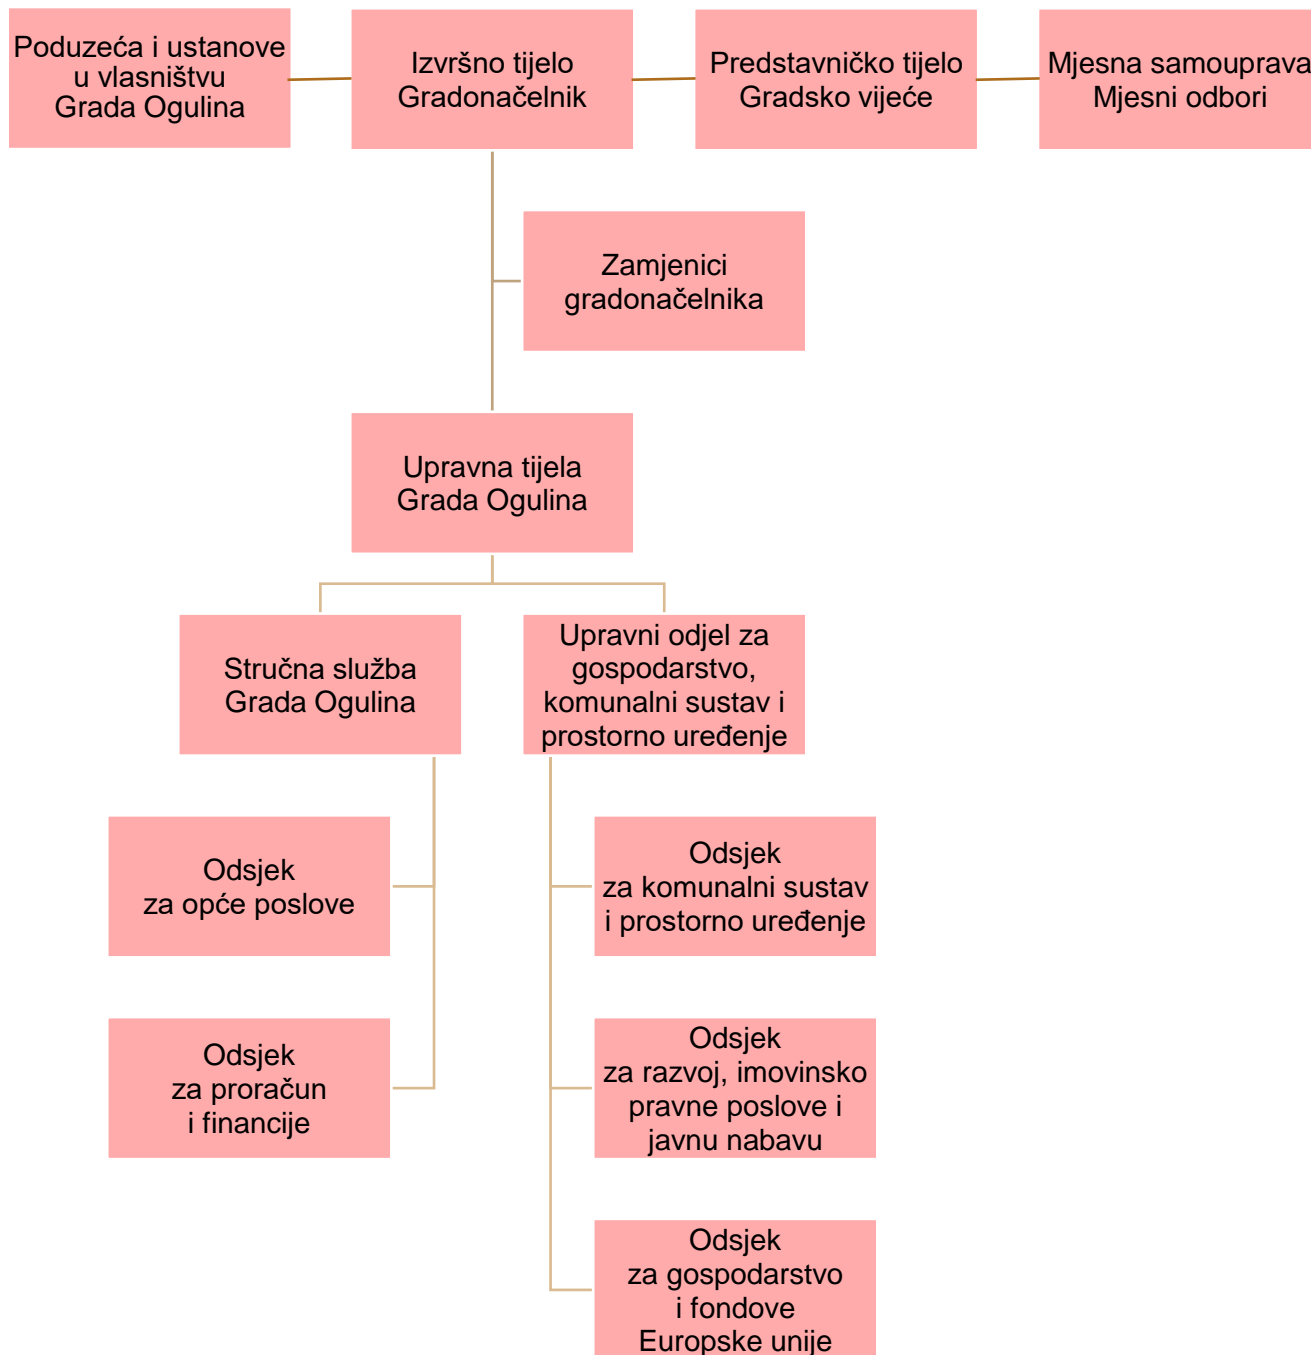 Poduzeća i ustanove
u vlasništvu
Grada Ogulina
Izvršno tijelo
Gradonačelnik
Predstavničko tijelo
Gradsko vijeće
Mjesna samouprava
Mjesni odbori
Zamjenici
gradonačelnika
Upravna tijela
Grada Ogulina
Stručna služba
Grada Ogulina
Upravni odjel za
gospodarstvo,
komunalni sustav i
prostorno uređenje
Odsjek
za opće poslove
Odsjek
za proračun
i financije
Odsjek
za komunalni sustav
i prostorno uređenje
Odsjek
za razvoj, imovinsko
pravne poslove i
javnu nabavu
Odsjek
za gospodarstvo
i fondove
Europske unije